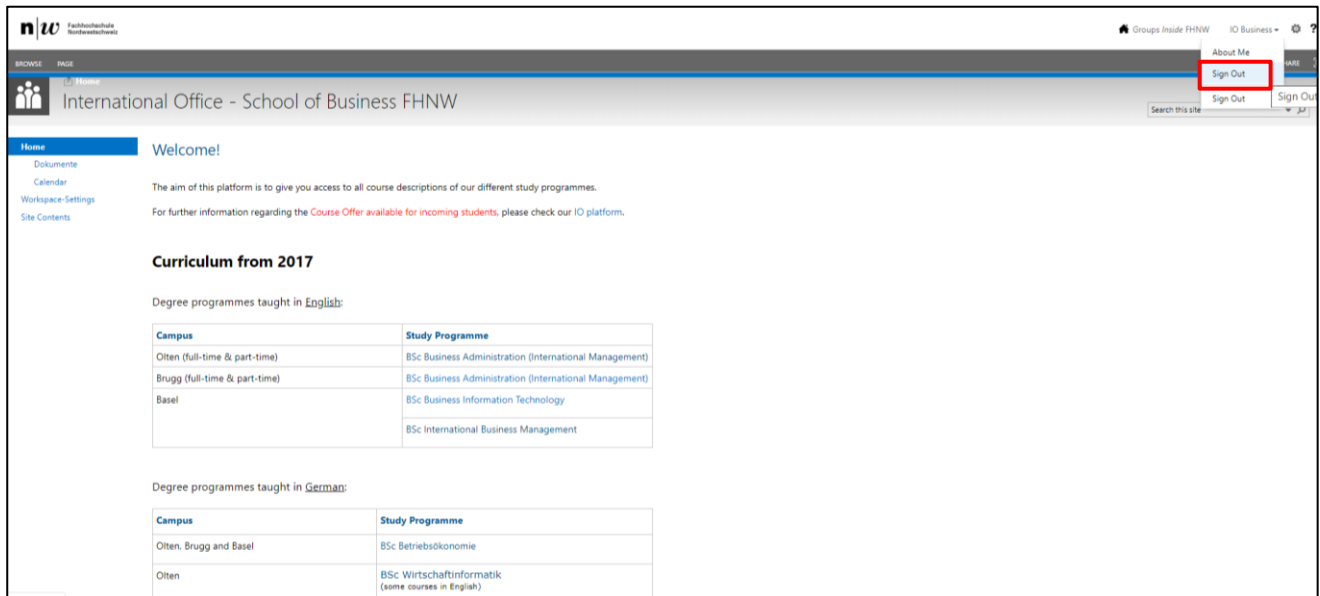 n|w Fachhochschule
Nordwestschweiz
Groups Inside FHNW IO Business ?
About Me
BROWSE PAGE
Sign Out
Home
International Office - School of Business FHNW
Sign Out Sign Out
Search this site
Home
Welcome!
Dokumente
Calendar
The aim of this platform is to give you access to all course descriptions of our different study programmes.
Workspace-Settings
For further information regarding the Course Offer available for incoming students, please check our IO platform.
Site Contents
Curriculum from 2017
Degree programmes taught in English:
Campus Study Programme
Olten (full-time & part-time) BSc Business Administration (International Management)
Brugg (full-time & part-time) BSc Business Administration (International Management)
Basel BSc Business Information Technology
BSc International Business Management
Degree programmes taught in German:
Campus Study Programme
Olten, Brugg and Basel BSc Betriebsökonomie
Olten BSc Wirtschaftinformatik
(some courses in English)